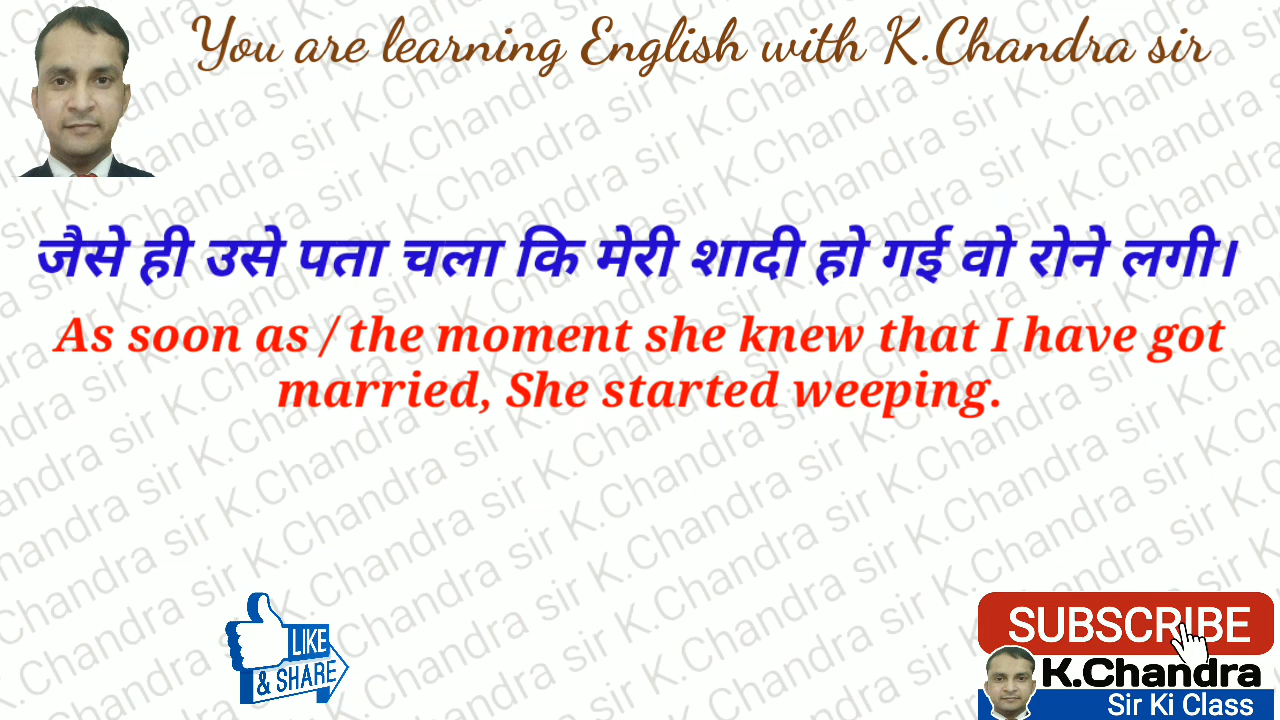 You are learning English with K.Chandra sir
जैसे ही उसे पता चला कि मेरी शादी हो गई वो रोने लगी।
As soon as / the moment she knew that I have got
married, She started weeping.
LIKE
& SHARE
SUBSCRIBE
K.Chandra
Sir Ki Class